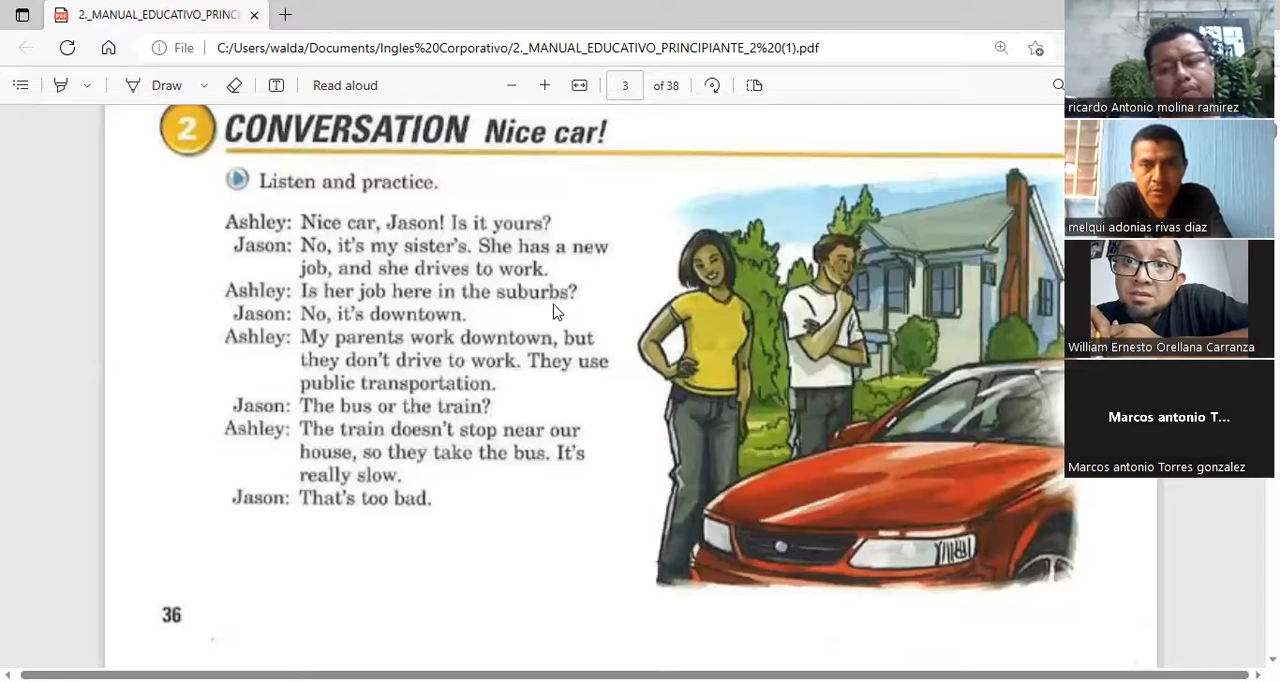 2._MANUAL_EDUCATIVO_PRINCI
File
C:/Users/walda/Documents/Ingles%20Corporativo/2._MANUAL_EDUCATIVO_PRINCIPIANTE_2%20(1).pdf
Draw
Read aloud
3 of 38
2 CONVERSATION Nice car!
Listen and practice.
Ashley: Nice car, Jason! Is it yours?
Jason: No, it's my sister's. She has a new
job, and she drives to work.
Ashley: Is her job here in the suburbs?
Jason: No, it's downtown.
Ashley: My parents work downtown, but
they don't drive to work. They use
public transportation.
Jason: The bus or the train?
Ashley: The train doesn't stop near our
house, so they take the bus. It's
really slow.
Jason: That's too bad.
36
ricardo Antonio molina ramirez
melqui adonias rivas diaz
William Ernesto Orellana Carranza
Marcos antonio T...
Marcos antonio Torres gonzalez